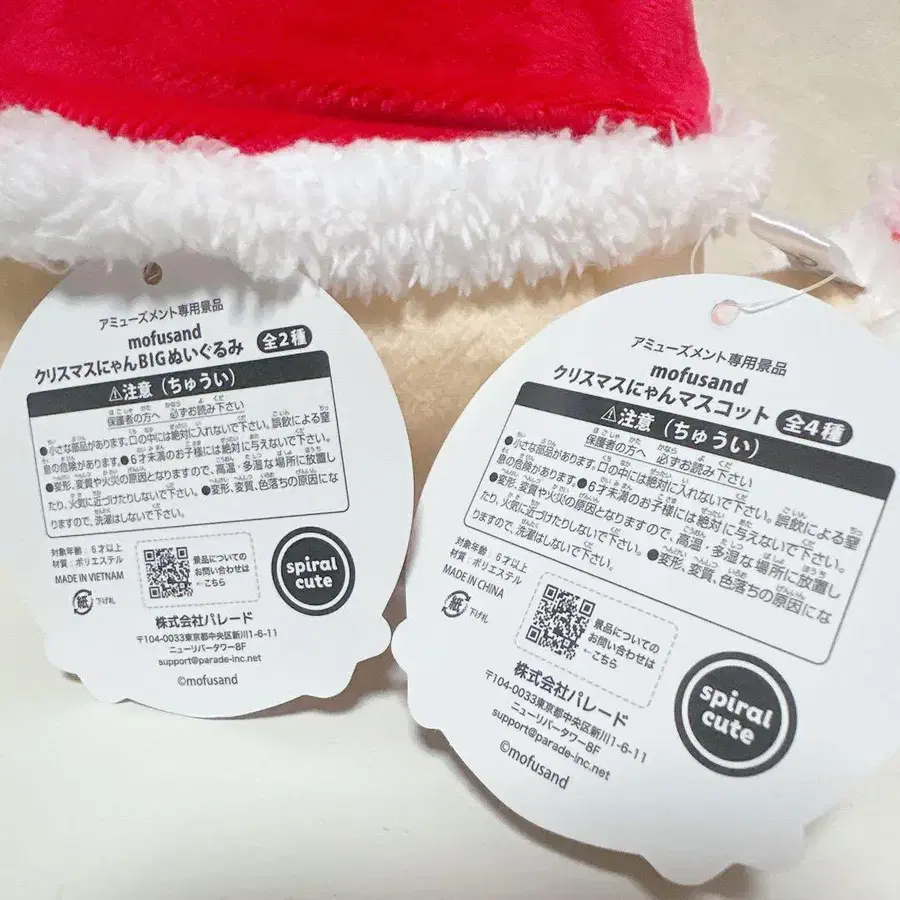 アミューズメント専用景品
mofusand
クリスマスにゃんBIGぬいぐるみ 全2種
⚠注意（ちゅうい）
保護者の方へ 必ずお読み下さい
●小さな部品があります。口の中には絶対に入れないで下さい。誤飲による窒
息の危険があります。●6才未満のお子様には絶対に与えないで下さい。
●変形、変質や火災の原因となりますので、高温・多湿な場所に放置し
たり、火気に近づけたりしないで下さい。●変形、変質、色落ちの原因にな
りますので、洗濯はしないで下さい。
対象年齢：6才以上
材質：ポリエステル
MADE IN VIETNAM
紙 下げ札
景品についての
お問い合わせは
←こちら
spiral
cute
株式会社パレード
〒104-0033東京都中央区新川1-6-11
ニューリバータワー8F
support@parade-inc.net
©mofusand
アミューズメント専用景品
mofusand
クリスマスにゃんマスコット 全4種
⚠注意（ちゅうい）
保護者の方へ 必ずお読み下さい
●小さな部品があります。口の中には絶対に入れないで下さい。誤飲による窒
息の危険があります。●6才未満のお子様には絶対に与えないで下さい。
●変形、変質や火災の原因となりますので、高温・多湿な場所に放置し
たり、火気に近づけたりしないで下さい。●変形、変質、色落ちの原因にな
りますので、洗濯はしないで下さい。
対象年齢：6才以上
材質：ポリエステル
MADE IN CHINA
紙 下げ札
景品についての
お問い合わせは
←こちら
spiral
cute
株式会社パレード
〒104-0033東京都中央区新川1-6-11
ニューリバータワー8F
support@parade-inc.net
©mofusand